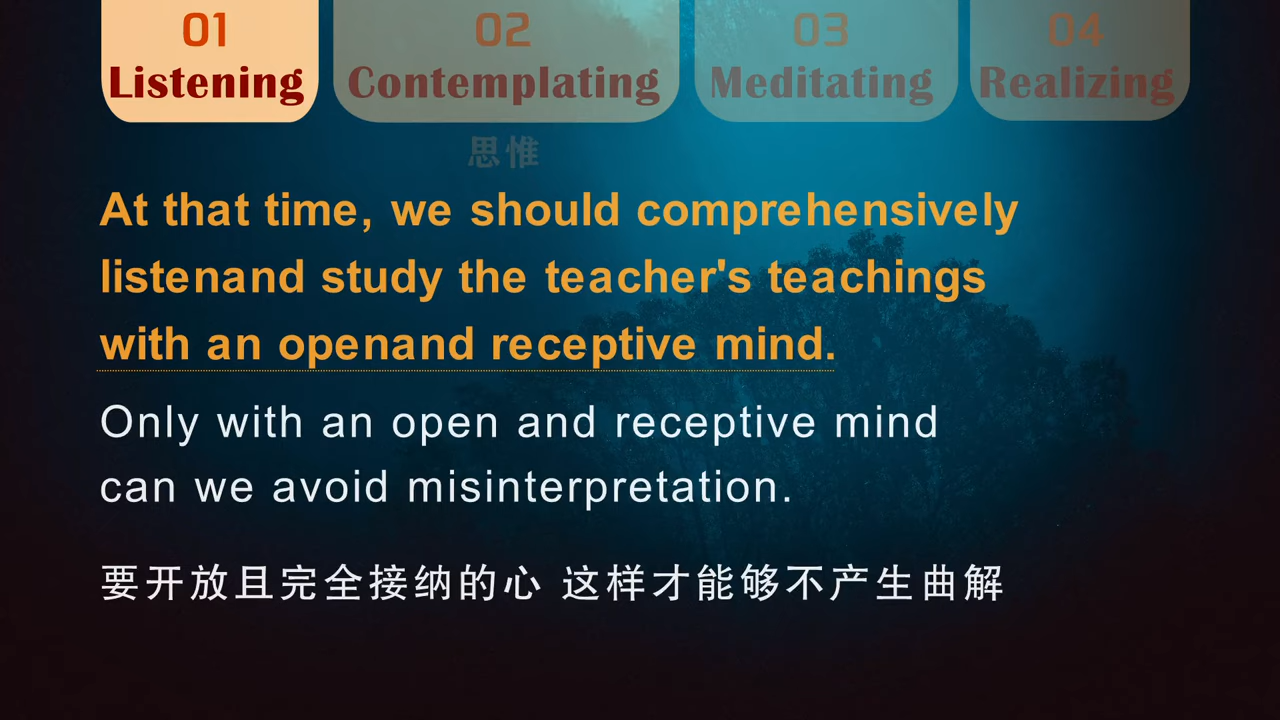 01
Listening
02
Contemplating
03
Meditating
04
Realizing
思惟
At that time, we should comprehensively
listenand study the teacher's teachings
with an openand receptive mind.
Only with an open and receptive mind
can we avoid misinterpretation.
要开放且完全接纳的心 这样才能够不产生曲解